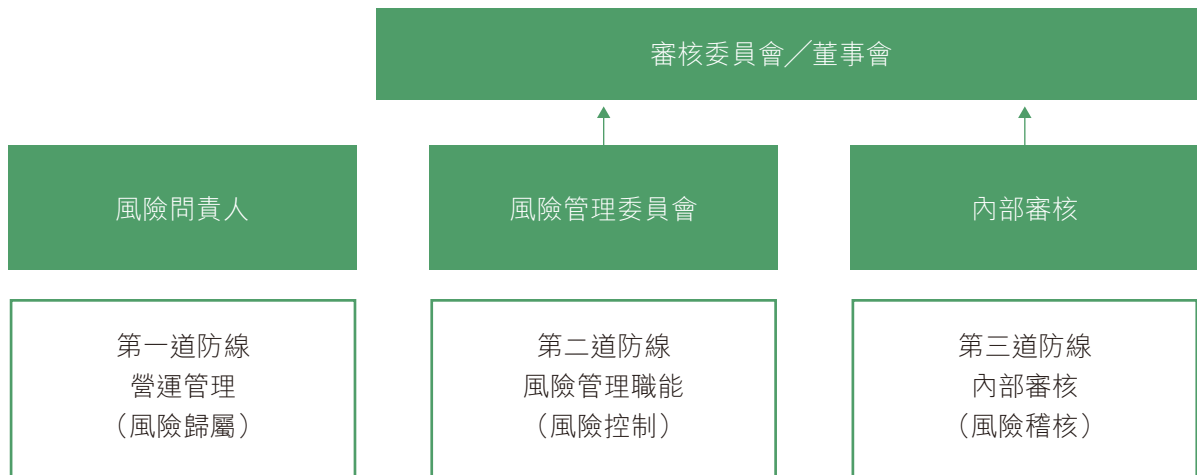 審核委員會╱董事會
風險問責人
風險管理委員會
內部審核
第一道防線
營運管理
（風險歸屬）
第二道防線
風險管理職能
（風險控制）
第三道防線
內部審核
（風險稽核）